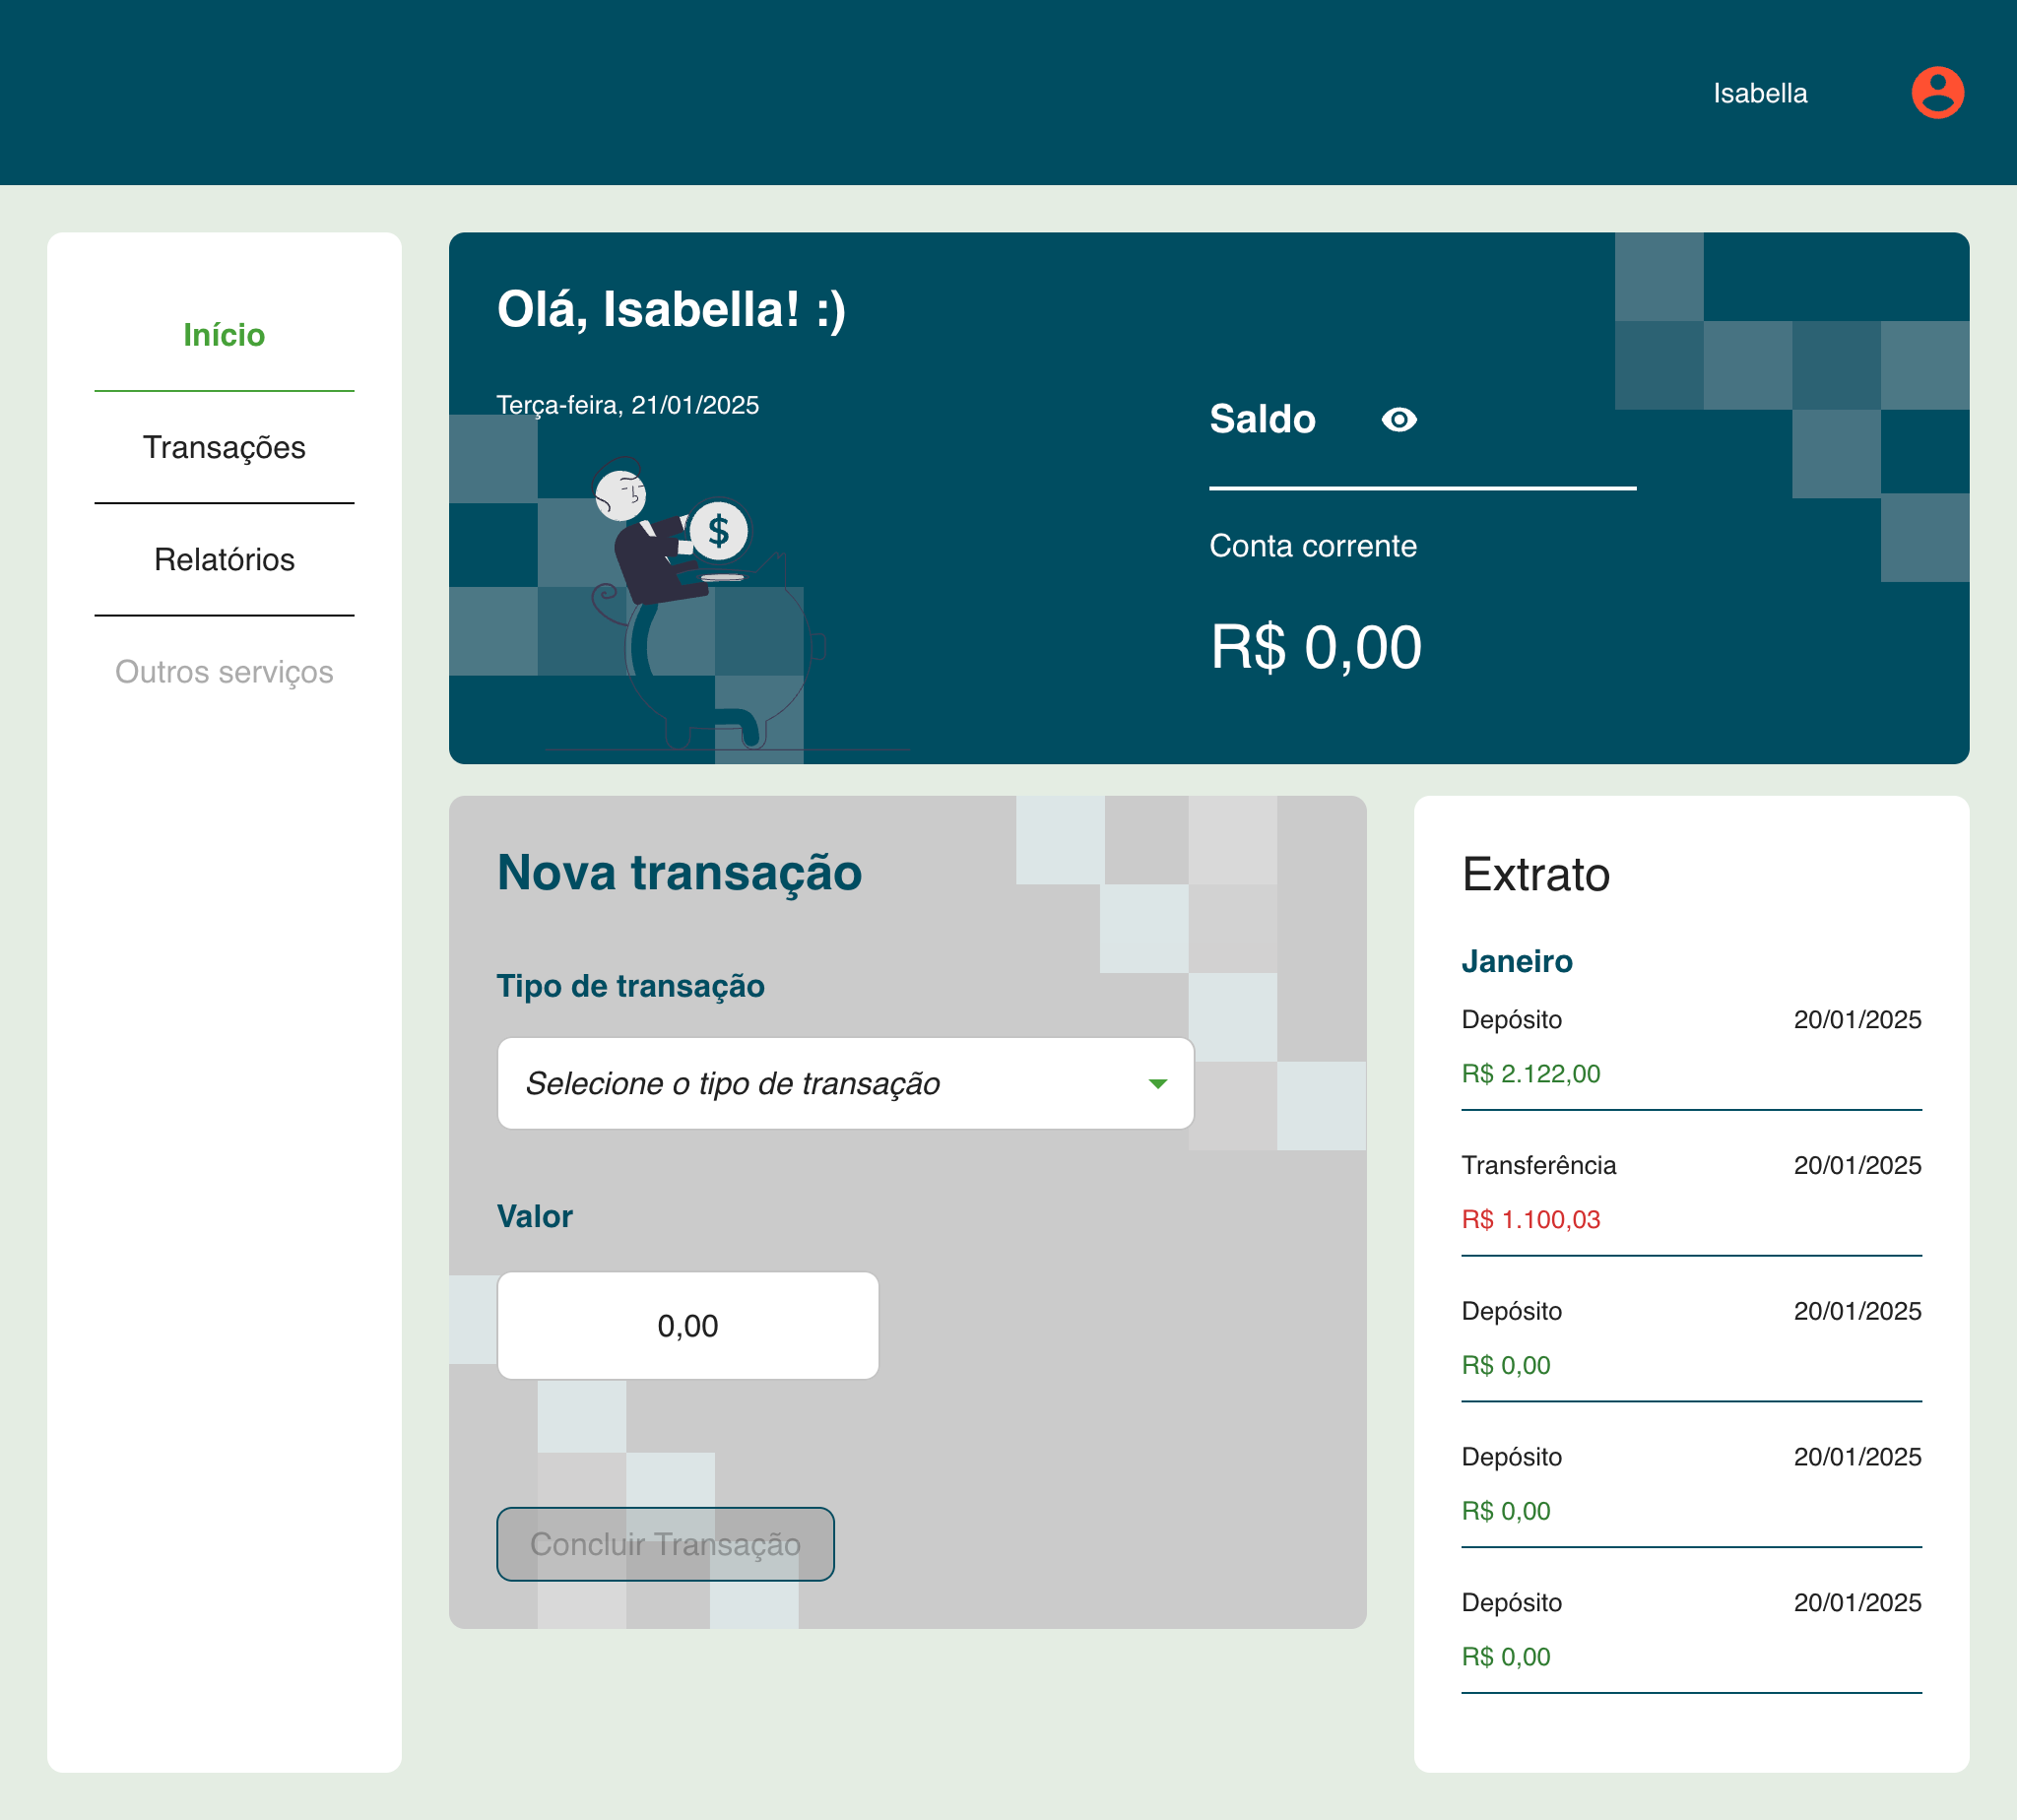 Isabella
Início
Transações
Relatórios
Outros serviços
Olá, Isabella! :)
Terça-feira, 21/01/2025
$
Saldo
Conta corrente
R$ 0,00
Nova transação
Tipo de transação
Selecione o tipo de transação
Valor
0,00
Concluir Transação
Extrato
Janeiro
Depósito 20/01/2025
R$ 2.122,00
Transferência 20/01/2025
R$ 1.100,03
Depósito 20/01/2025
R$ 0,00
Depósito 20/01/2025
R$ 0,00
Depósito 20/01/2025
R$ 0,00